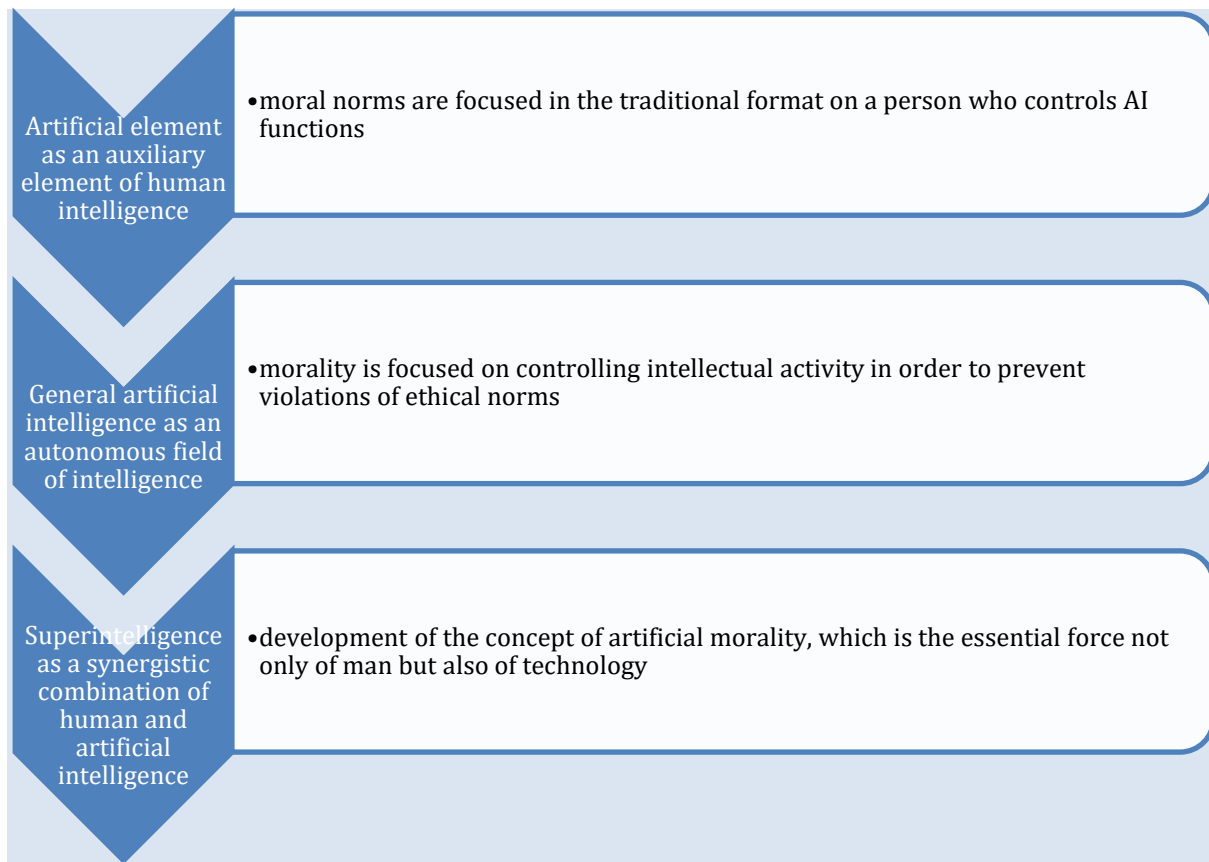 Artificial element
as an auxiliary
element of human
intelligence
•moral norms are focused in the traditional format on a person who controls AI
functions
General artificial
intelligence as an
autonomous field
of intelligence
•morality is focused on controlling intellectual activity in order to prevent
violations of ethical norms
Superintelligence
as a synergistic
combination of
human and
artificial
intelligence
•development of the concept of artificial morality, which is the essential force not
only of man but also of technology